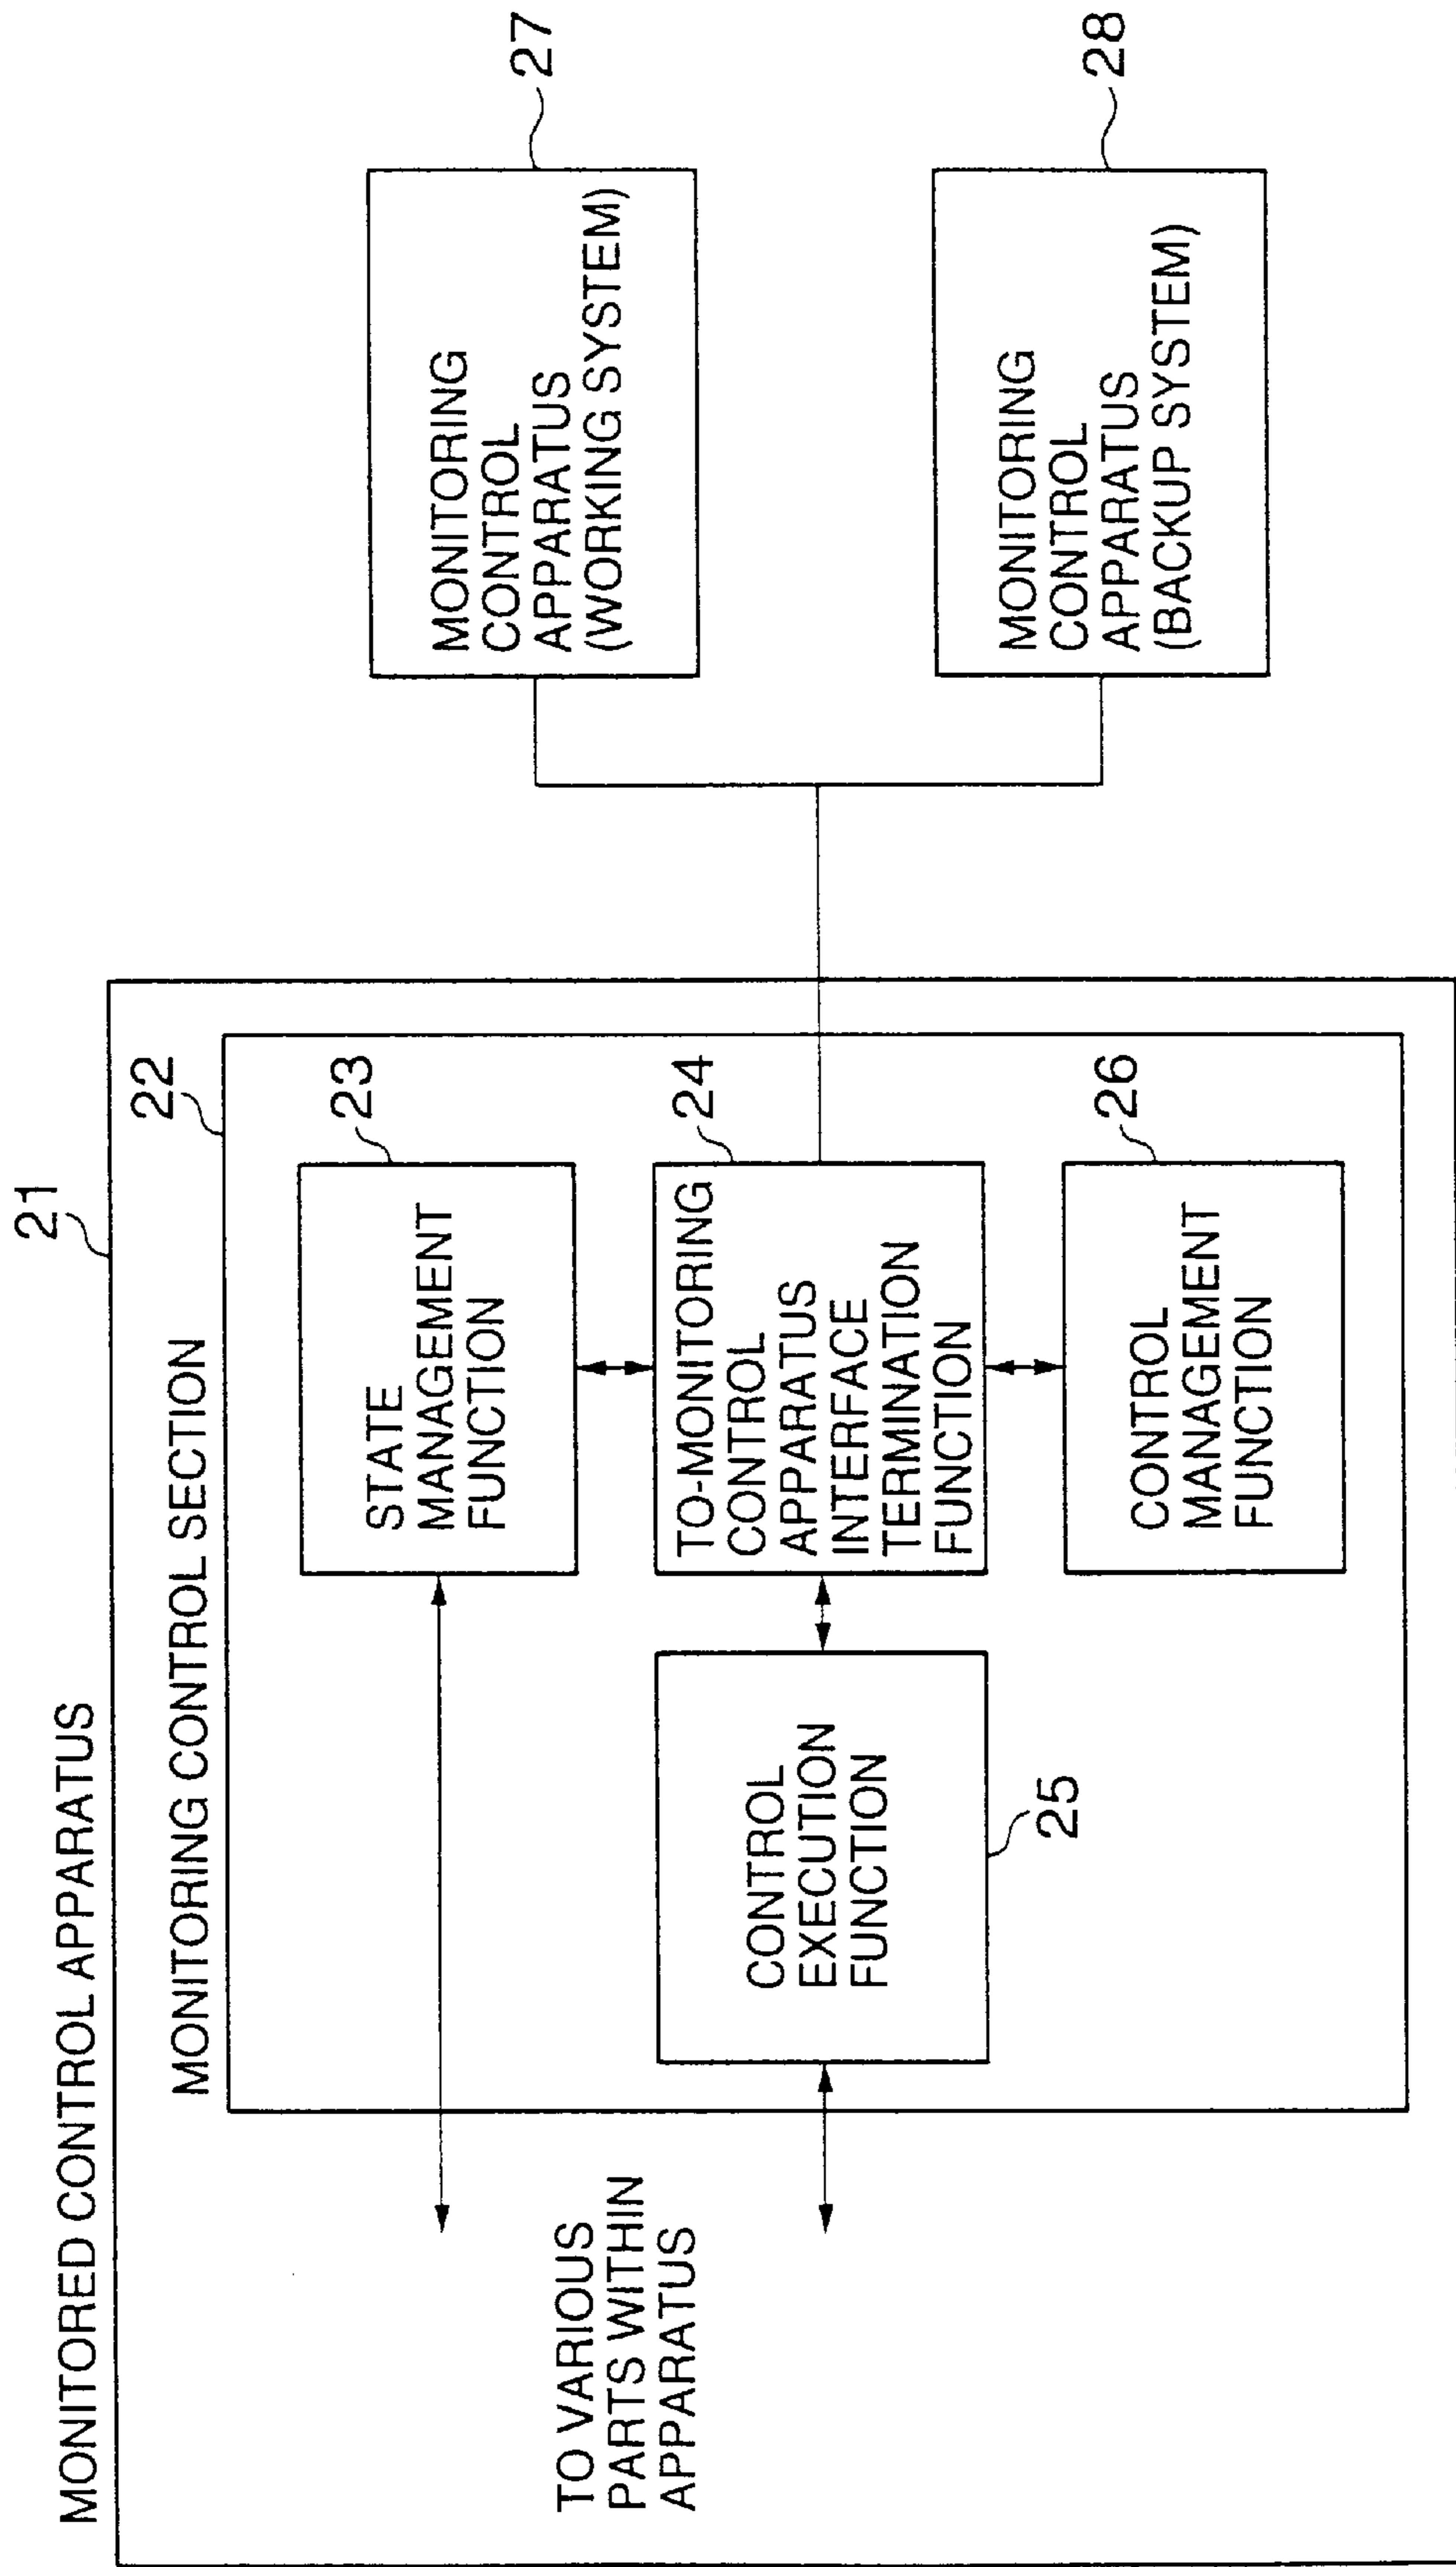 MONITORED CONTROL APPARATUS
21
MONITORING CONTROL SECTION
22
STATE
MANAGEMENT
FUNCTION
23
TO-MONITORING
CONTROL
APPARATUS
INTERFACE
TERMINATION
FUNCTION
24
CONTROL
EXECUTION
FUNCTION
25
CONTROL
MANAGEMENT
FUNCTION
26
TO VARIOUS
PARTS WITHIN
APPARATUS
MONITORING
CONTROL
APPARATUS
(WORKING SYSTEM)
27
MONITORING
CONTROL
APPARATUS
(BACKUP SYSTEM)
28